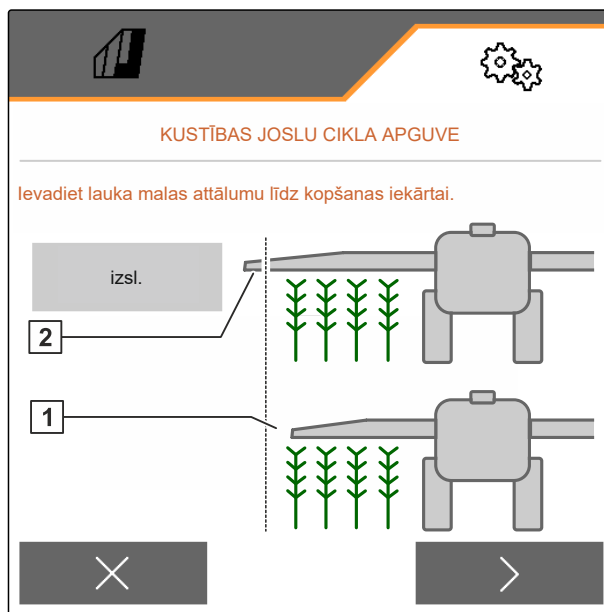 KUSTĪBAS JOSLU CIKLA APGUVE
Ievadiet lauka malas attālumu līdz kopšanas iekārtai.
izsl.
2
1